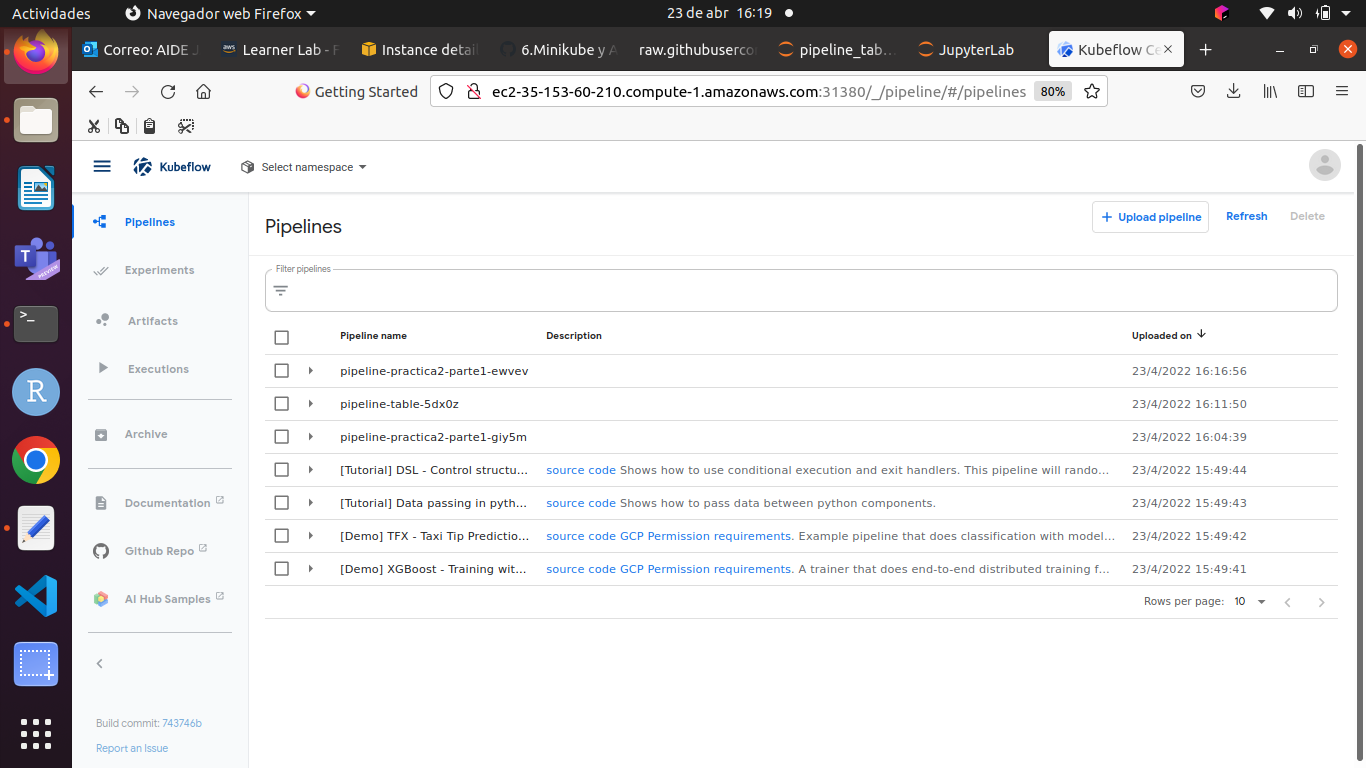 Actividades Navegador web Firefox 23 de abr 16:19
Correo: AIDE J Learner Lab - F Instance detail 6.Minikube y A raw.githubuserco pipeline_tab… JupyterLab Kubeflow Ce
Getting Started ec2-35-153-60-210.compute-1.amazonaws.com:31380/_/pipeline/#/pipelines 80%
Kubeflow Select namespace
Pipelines
Experiments
Artifacts
Executions
Archive
Documentation
Github Repo
AI Hub Samples
Build commit: 743746b
Report an Issue
Pipelines + Upload pipeline Refresh Delete
Filter pipelines
Pipeline name Description Uploaded on
pipeline-practica2-parte1-ewvev 23/4/2022 16:16:56
pipeline-table-5dx0z 23/4/2022 16:11:50
pipeline-practica2-parte1-giy5m 23/4/2022 16:04:39
[Tutorial] DSL - Control structu... source code Shows how to use conditional execution and exit handlers. This pipeline will rando... 23/4/2022 15:49:44
[Tutorial] Data passing in pyth... source code Shows how to pass data between python components. 23/4/2022 15:49:43
[Demo] TFX - Taxi Tip Predictio... source code GCP Permission requirements. Example pipeline that does classification with model... 23/4/2022 15:49:42
[Demo] XGBoost - Training wit... source code GCP Permission requirements. A trainer that does end-to-end distributed training f... 23/4/2022 15:49:41
Rows per page: 10
T
PREVIEW
>_
R